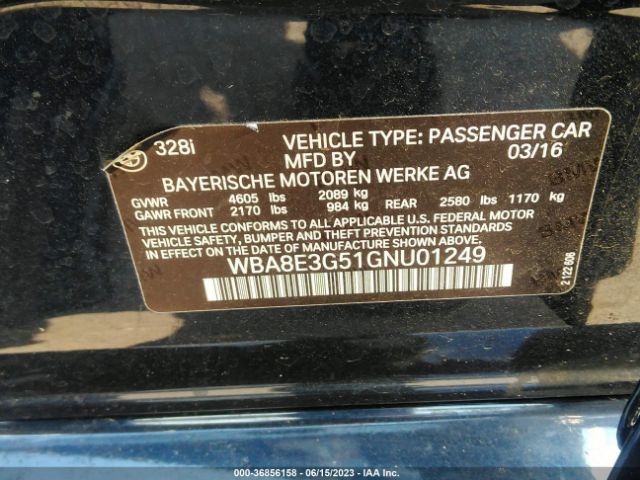 328i VEHICLE TYPE: PASSENGER CAR
MFD BY 03/16
BAYERISCHE MOTOREN WERKE AG
GVWR 4605 lbs 2089 kg
GAWR FRONT 2170 lbs 984 kg REAR 2580 lbs 1170 kg
THIS VEHICLE CONFORMS TO ALL APPLICABLE U.S. FEDERAL MOTOR
VEHICLE SAFETY, BUMPER AND THEFT PREVENTION STANDARDS
IN EFFECT ON THE DATE OF MANUFACTURE SHOWN ABOVE.
WBA8E3G51GNU01249
2122606
000-36856158 - 06/15/2023 - IAA Inc.